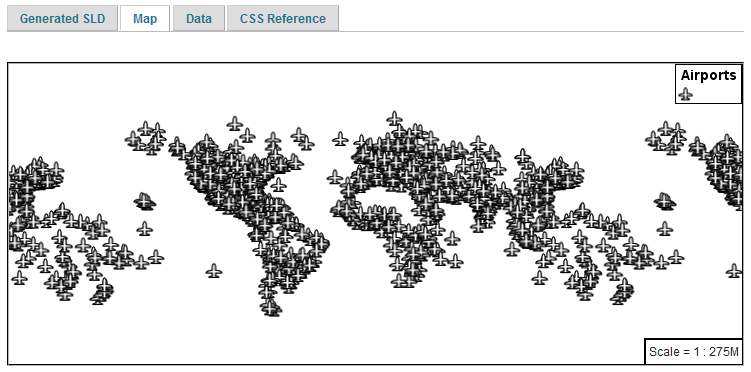 Generated SLD
Map
Data
CSS Reference
Airports
Scale = 1 : 275M